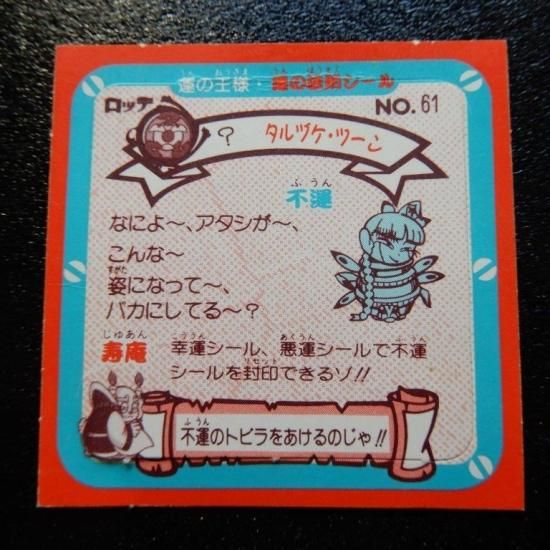 運の王様・運の説明シール
ロッテ
NO. 61
? タルヅケ・ツーン
不運
なによ〜、アタシが〜、
こんな〜
姿になって〜、
バカにしてる〜?
寿庵
幸運シール、悪運シールで不運
シールを封印できるゾ!!
不運のトビラをあけるのじゃ!!